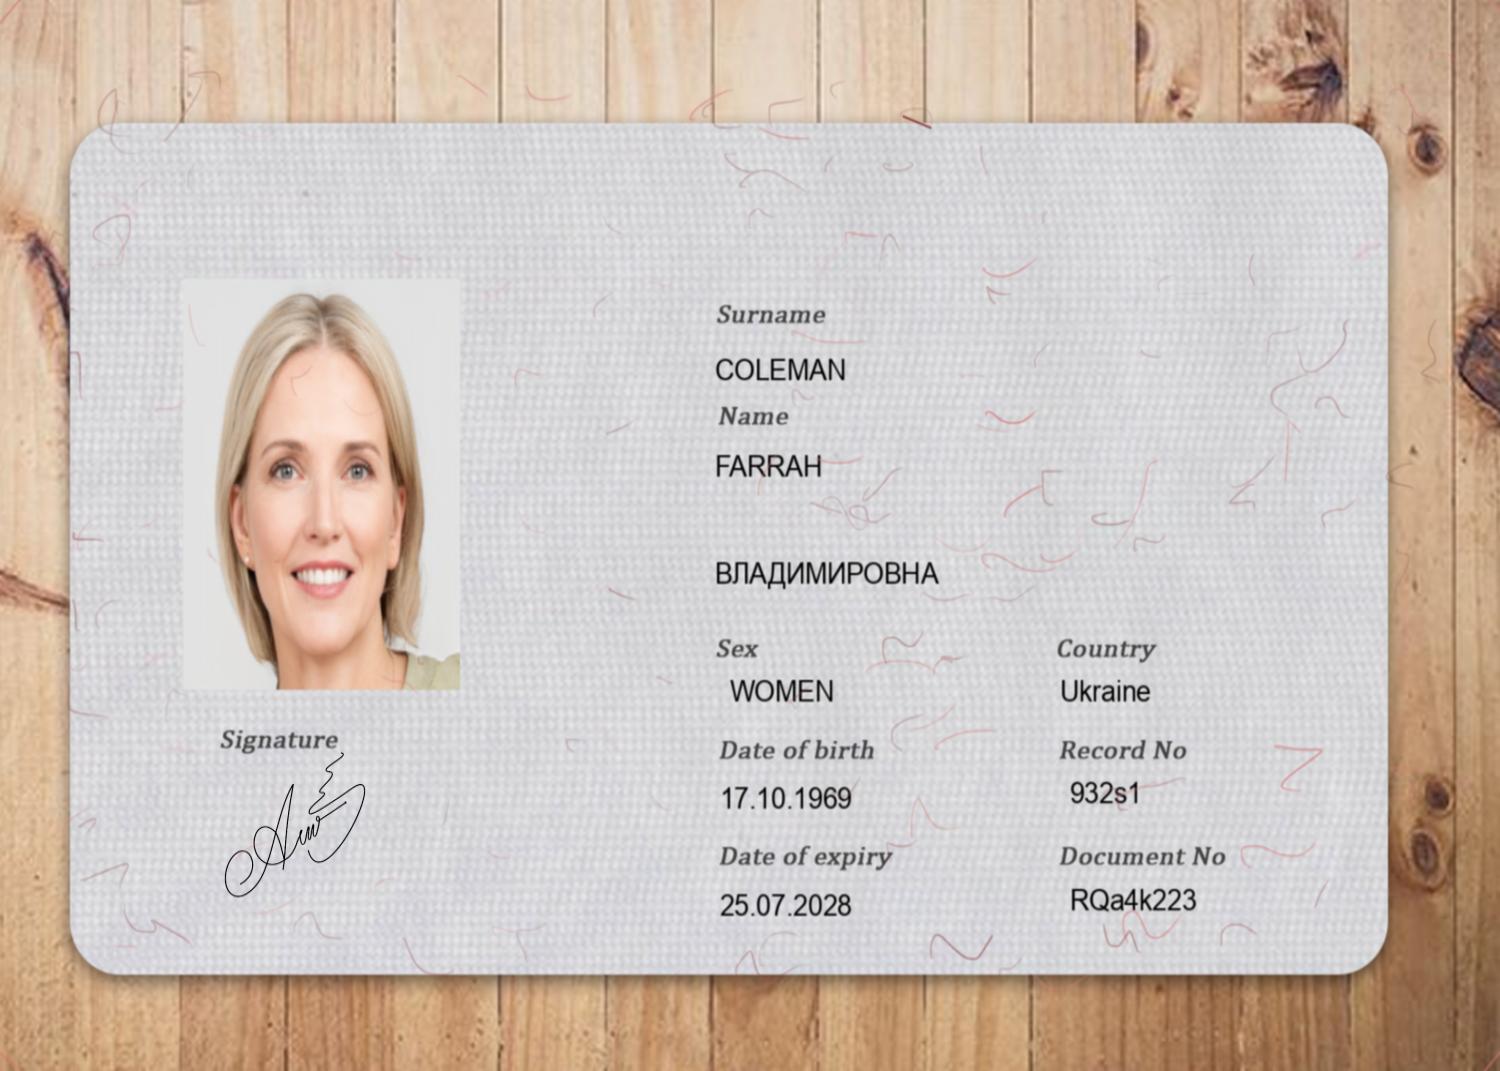 Surname
COLEMAN
Name
FARRAH
ВЛАДИМИРОВНА
Sex Country
WOMEN Ukraine
Date of birth Record No
17.10.1969 932s1
Date of expiry Document No
25.07.2028 RQa4k223
Signature